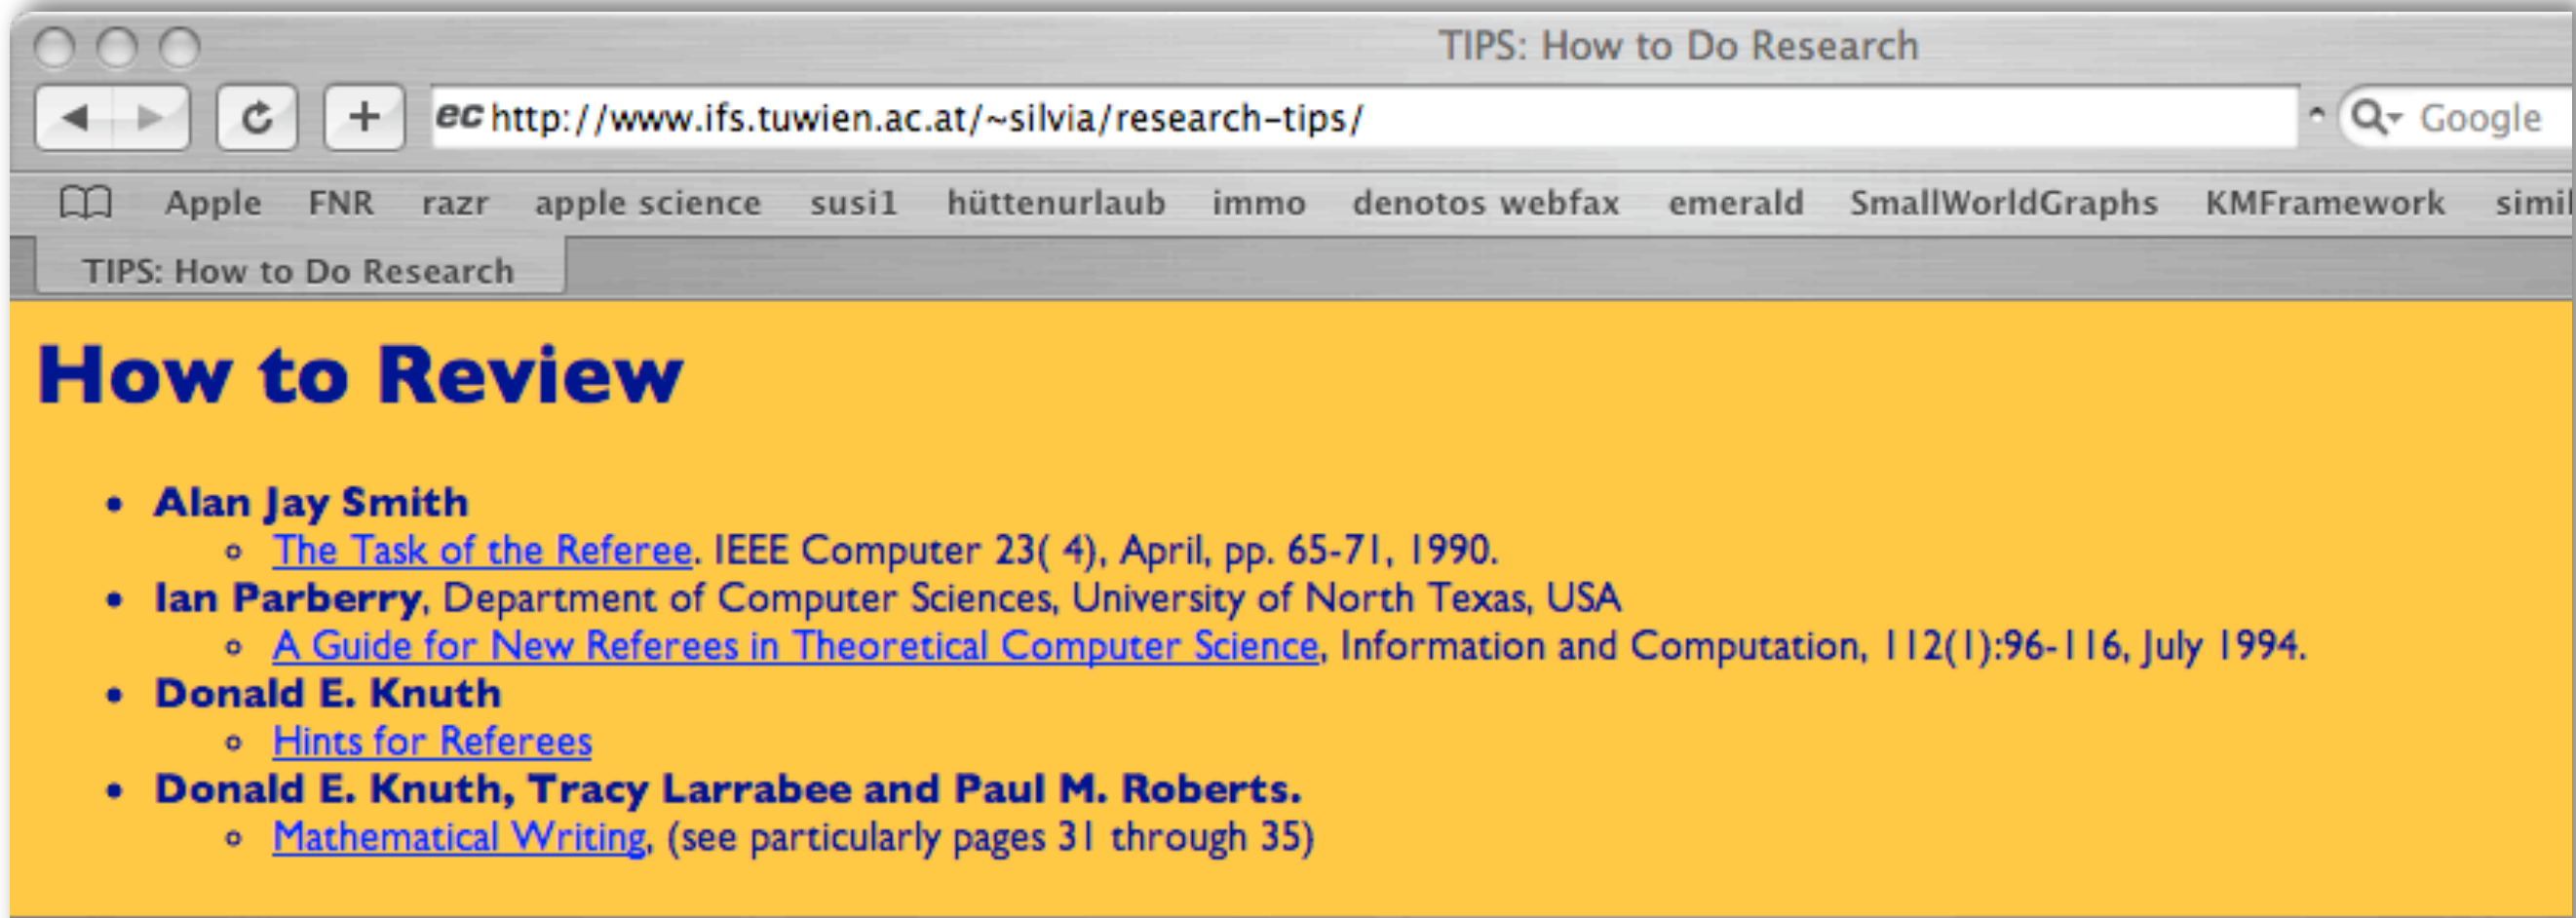 TIPS: How to Do Research
ec http://www.ifs.tuwien.ac.at/~silvia/research-tips/ Google
Apple FNR razr apple science susi1 hüttenurlaub immo denotos webfax emerald SmallWorldGraphs KMFramework simil
TIPS: How to Do Research
How to Review
• Alan Jay Smith
◦ The Task of the Referee. IEEE Computer 23( 4), April, pp. 65-71, 1990.
• Ian Parberry, Department of Computer Sciences, University of North Texas, USA
◦ A Guide for New Referees in Theoretical Computer Science, Information and Computation, 112(1):96-116, July 1994.
• Donald E. Knuth
◦ Hints for Referees
• Donald E. Knuth, Tracy Larrabee and Paul M. Roberts.
◦ Mathematical Writing, (see particularly pages 31 through 35)